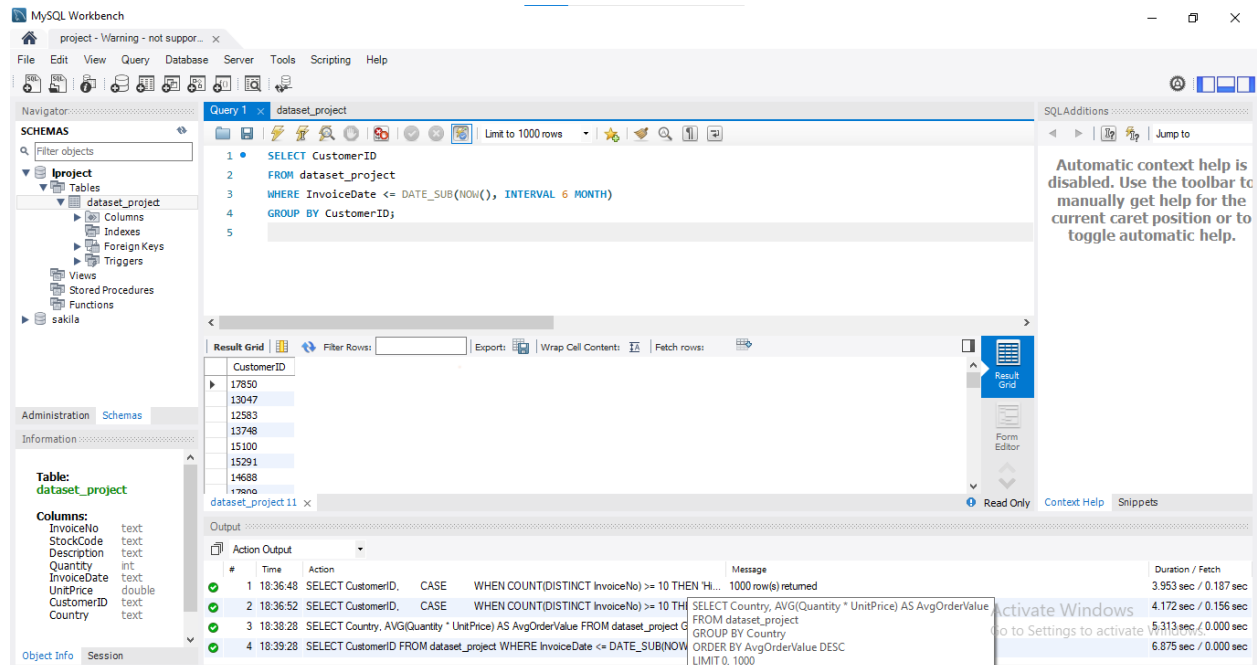 MySQL Workbench
project - Warning - not suppor...
File Edit View Query Database Server Tools Scripting Help
Navigator
SCHEMAS
Filter objects
lproject
Tables
dataset_project
Columns
Indexes
Foreign Keys
Triggers
Views
Stored Procedures
Functions
sakila
Administration Schemas
Information
Table:
dataset_project
Columns:
InvoiceNo text
StockCode text
Description text
Quantity int
InvoiceDate text
UnitPrice double
CustomerID text
Country text
Object Info Session
Query 1 dataset_project
Limit to 1000 rows
1 SELECT CustomerID
2 FROM dataset_project
3 WHERE InvoiceDate <= DATE_SUB(NOW(), INTERVAL 6 MONTH)
4 GROUP BY CustomerID;
5
Result Grid Filter Rows: Export: Wrap Cell Content: Fetch rows:
CustomerID
17850
13047
12583
13748
15100
15291
14688
17809
Result
Grid
Form
Editor
dataset_project 11 Read Only
SQLAdditions
Jump to
Automatic context help is
disabled. Use the toolbar to
manually get help for the
current caret position or to
toggle automatic help.
Context Help Snippets
Output
Action Output
# Time Action Message Duration / Fetch
1 18:36:48 SELECT CustomerID, CASE WHEN COUNT(DISTINCT InvoiceNo) >= 10 THEN 'Hi... 1000 row(s) returned 3.953 sec / 0.187 sec
2 18:36:52 SELECT CustomerID, CASE WHEN COUNT(DISTINCT InvoiceNo) >= 10 THE 4.172 sec / 0.156 sec
3 18:38:28 SELECT Country, AVG(Quantity * UnitPrice) AS AvgOrderValue FROM dataset_project G 5.313 sec / 0.000 sec
4 18:39:28 SELECT CustomerID FROM dataset_project WHERE InvoiceDate <= DATE_SUB(NOW 6.875 sec / 0.000 sec
SELECT Country, AVG(Quantity * UnitPrice) AS AvgOrderValue
FROM dataset_project
GROUP BY Country
ORDER BY AvgOrderValue DESC
LIMIT 0, 1000
Activate Windows
Go to Settings to activate Windows.